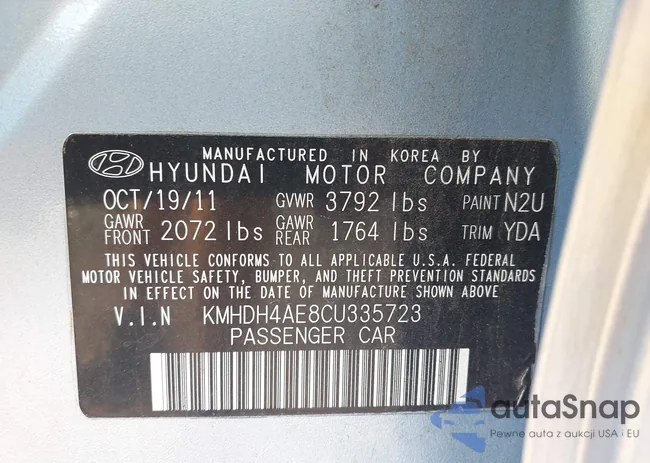 MANUFACTURED IN KOREA BY
HYUNDAI MOTOR COMPANY
OCT/19/11 GVWR 3792 lbs PAINT N2U
GAWR FRONT 2072 lbs GAWR REAR 1764 lbs TRIM YDA
THIS VEHICLE CONFORMS TO ALL APPLICABLE U.S.A. FEDERAL
MOTOR VEHICLE SAFETY, BUMPER, AND THEFT PREVENTION STANDARDS
IN EFFECT ON THE DATE OF MANUFACTURE SHOWN ABOVE
V.I.N KMHDH4AE8CU335723
PASSENGER CAR
autaSnap
Pewne auta z aukcji USA i EU